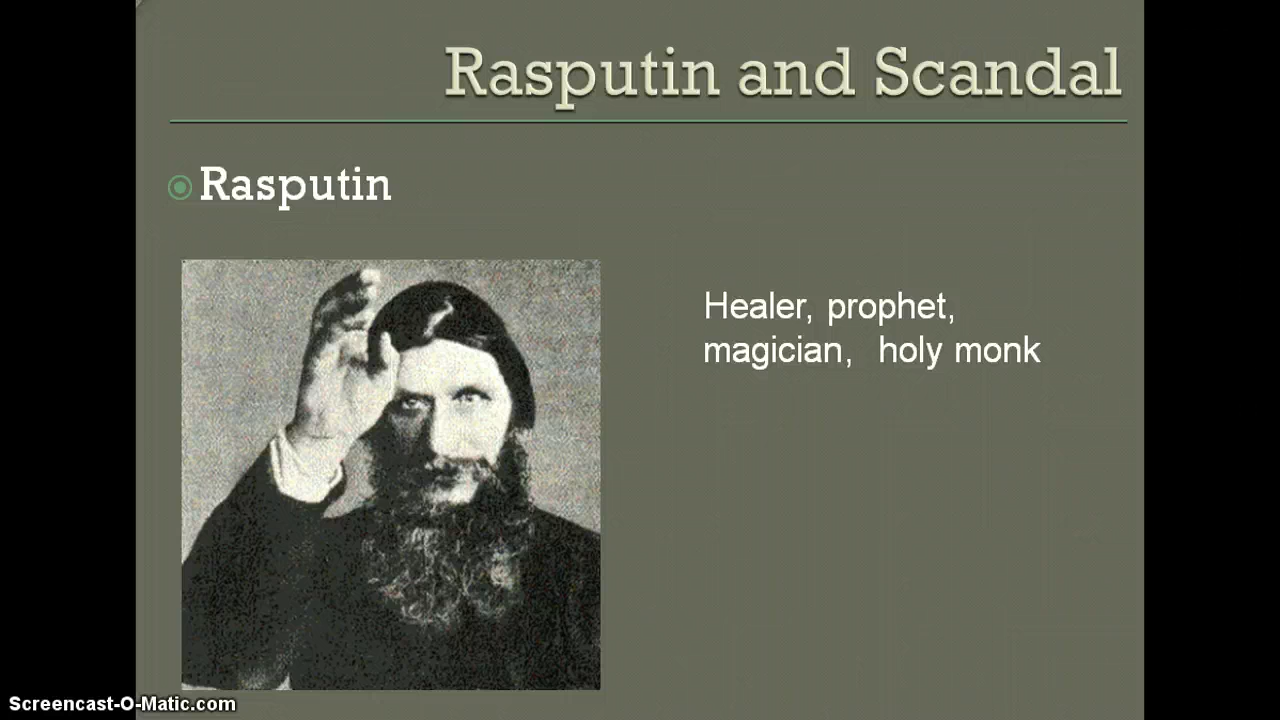 Rasputin and Scandal
Rasputin
Healer, prophet,
magician, holy monk
Screencast-O-Matic.com